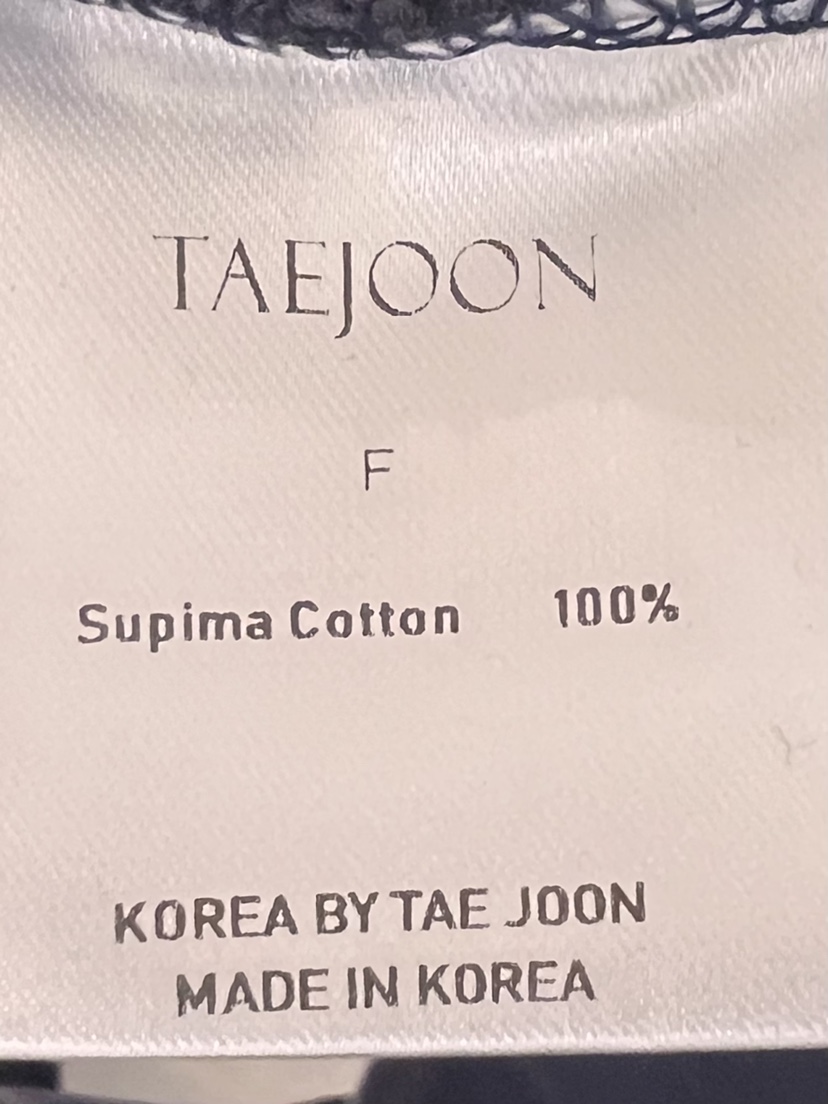 TAEJOON
F
Supima Cotton 100%
KOREA BY TAE JOON
MADE IN KOREA